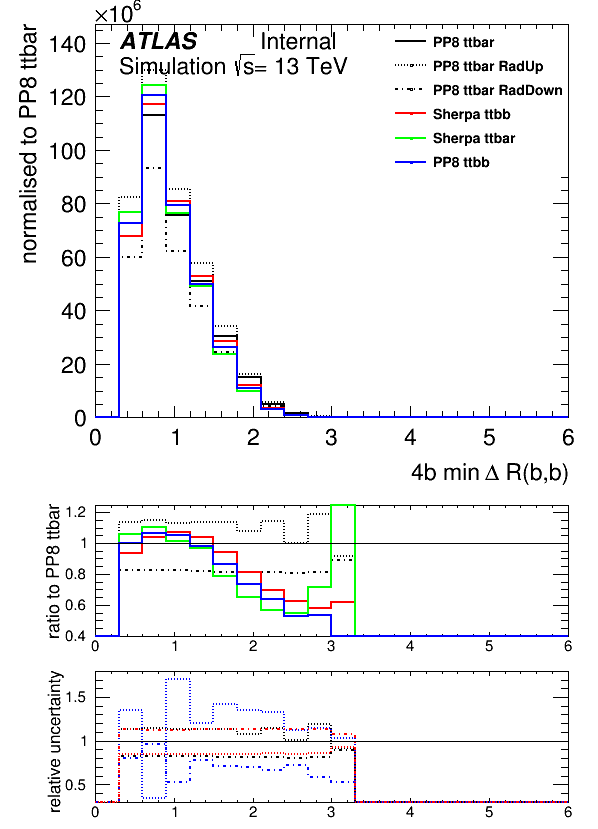 ×10⁶
normalised to PP8 ttbar
ATLAS Internal
Simulation √s= 13 TeV
PP8 ttbar
PP8 ttbar RadUp
PP8 ttbar RadDown
Sherpa ttbb
Sherpa ttbar
PP8 ttbb
140
120
100
80
60
40
20
0
0 1 2 3 4 5 6
4b min Δ R(b,b)
ratio to PP8 ttbar
1.2
1
0.8
0.6
0.4
0 1 2 3 4 5 6
relative uncertainty
1.5
1
0.5
0 1 2 3 4 5 6